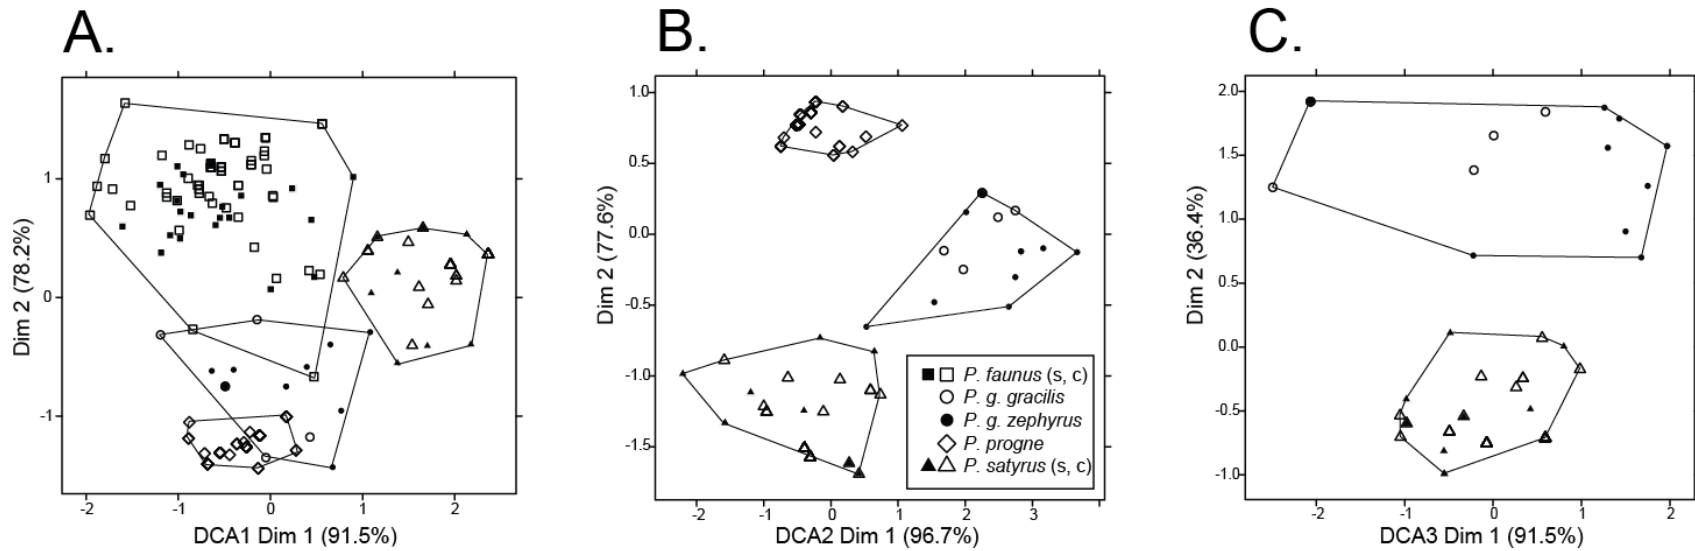 A.
B.
C.
Dim 2 (78.2%)
1
0
-1
-2
-1
0
1
2
DCA1 Dim 1 (91.5%)
Dim 2 (77.6%)
1.0
0.5
0.0
-0.5
-1.0
-1.5
-2
-1
0
1
2
3
DCA2 Dim 1 (96.7%)
P. faunus (s, c)
P. g. gracilis
P. g. zephyrus
P. progne
P. satyrus (s, c)
Dim 2 (36.4%)
2.0
1.5
1.0
0.5
0.0
-0.5
-1.0
-2
-1
0
1
2
DCA3 Dim 1 (91.5%)